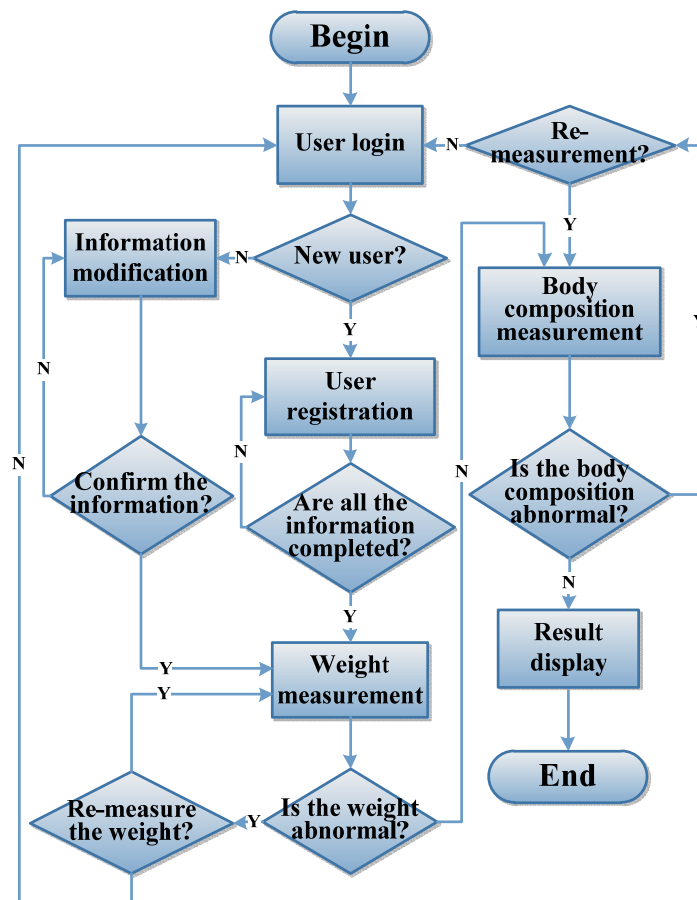 Begin
User login
N
Re-
measurement?
Y
Information
modification
N
New user?
Y
Body
composition
measurement
Y
N
User
registration
N
N
N
Confirm the
information?
Are all the
information
completed?
Is the body
composition
abnormal?
N
Y
Result
display
Y
Weight
measurement
Y
End
Re-measure
the weight?
Y
Is the weight
abnormal?